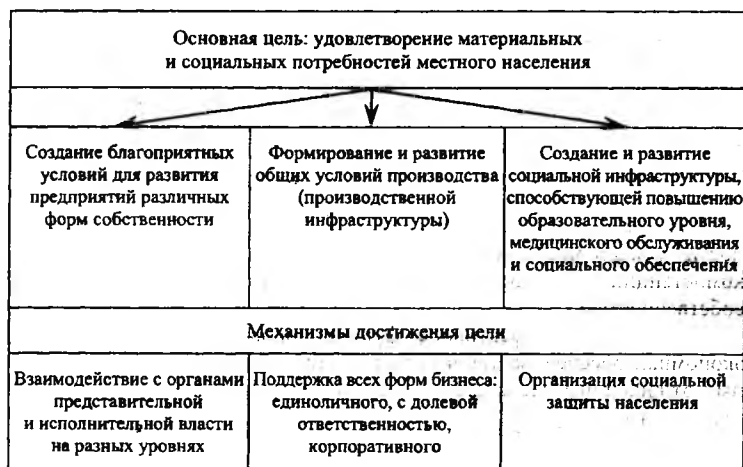 Основная цель: удовлетворение материальных
и социальных потребностей местного населения
Создание благоприятных
условий для развития
предприятий различных
форм собственности
Формирование и развитие
общих условий производства
(производственной
инфраструктуры)
Создание и развитие
социальной инфраструктуры,
способствующей повышению
образовательного уровня,
медицинского обслуживания
и социального обеспечения
Механизмы достижения цели
Взаимодействие с органами
представительной
и исполнительной власти
на разных уровнях
Поддержка всех форм бизнеса:
единоличного, с долевой
ответственностью,
корпоративного
Организация социальной
защиты населения